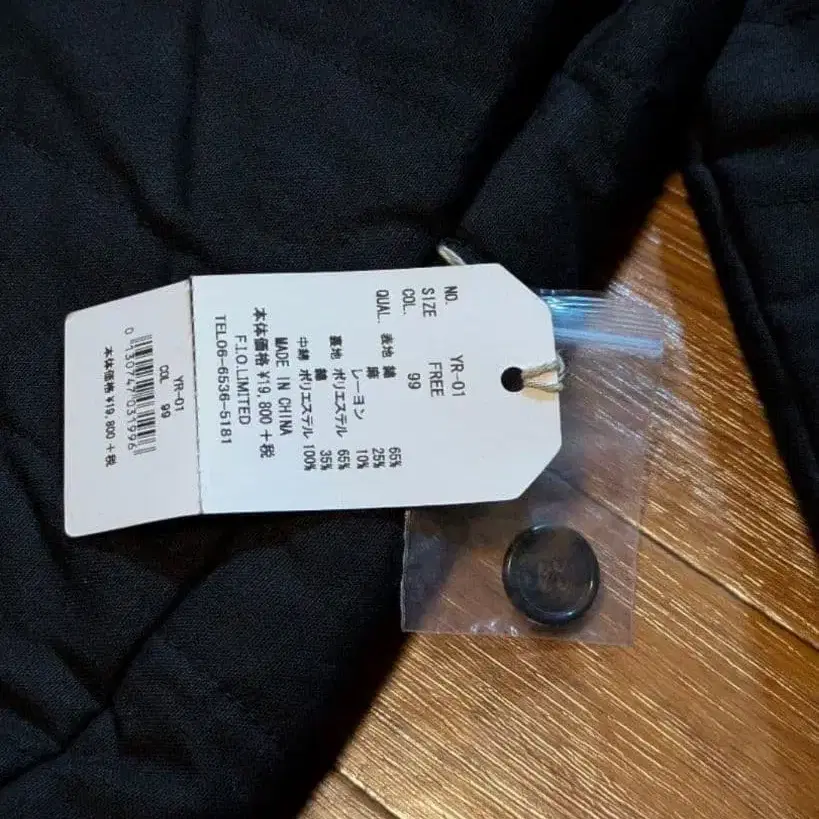 NO. YR-01
SIZE FREE
COL. 99
QUAL. 表地 綿 65%
麻 25%
レーヨン 10%
裏地 ポリエステル 65%
綿 35%
中綿 ポリエステル 100%
MADE IN CHINA
本体価格 ¥19,800 +税
F.I.O.LIMITED
TEL06-6536-5181
YR-01
COL 99
0130147031996
本体価格 ¥19,800 +税